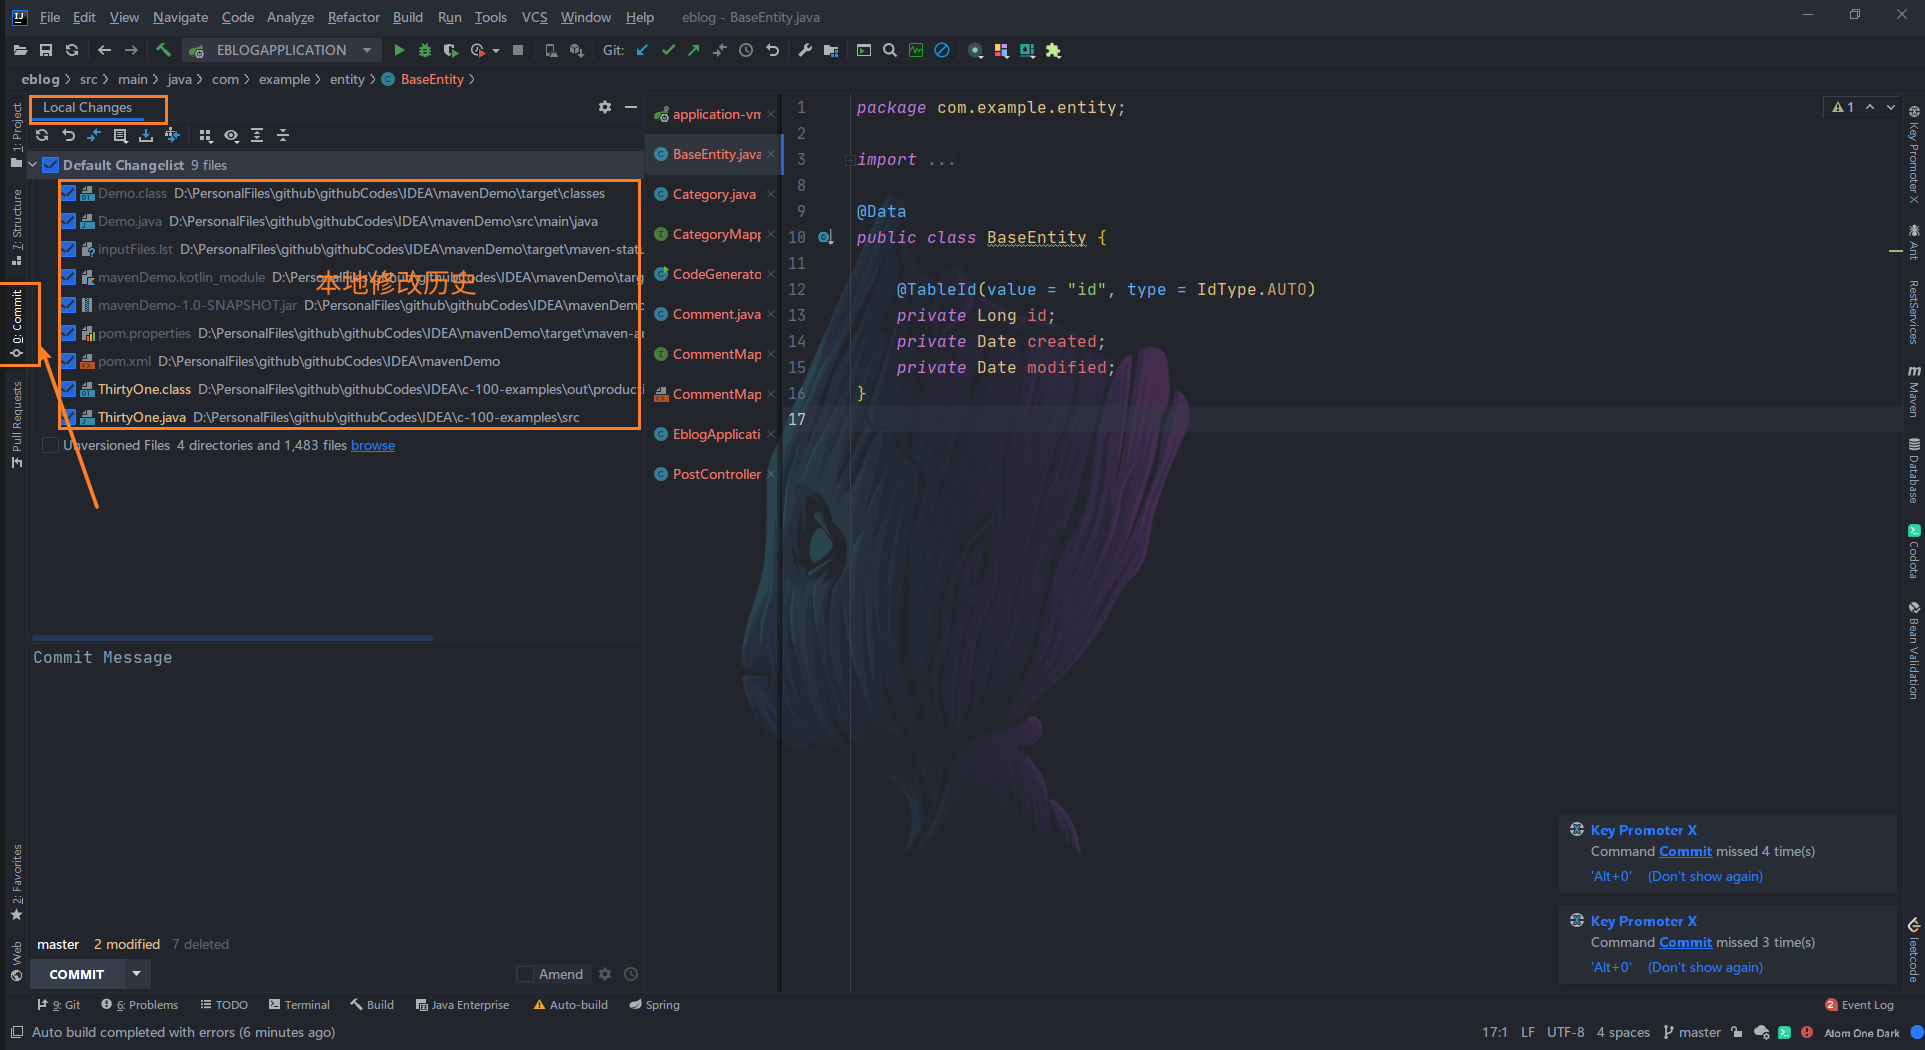 File Edit View Navigate Code Analyze Refactor Build Run Tools VCS Window Help eblog - BaseEntity.java
EBLOGAPPLICATION Git:
eblog src main java com example entity BaseEntity
Local Changes
Default Changelist 9 files
Demo.class D:\PersonalFiles\github\githubCodes\IDEA\mavenDemo\target\classes
Demo.java D:\PersonalFiles\github\githubCodes\IDEA\mavenDemo\src\main\java
inputFiles.lst D:\PersonalFiles\github\githubCodes\IDEA\mavenDemo\target\maven-stat
mavenDemo.kotlin_module D:\PersonalFiles\github\githubCodes\IDEA\mavenDemo\targ
本地修改历史
mavenDemo-1.0-SNAPSHOT.jar D:\PersonalFiles\github\githubCodes\IDEA\mavenDemo
pom.properties D:\PersonalFiles\github\githubCodes\IDEA\mavenDemo\target\maven-a
pom.xml D:\PersonalFiles\github\githubCodes\IDEA\mavenDemo
ThirtyOne.class D:\PersonalFiles\github\githubCodes\IDEA\c-100-examples\out\producti
ThirtyOne.java D:\PersonalFiles\github\githubCodes\IDEA\c-100-examples\src
Unversioned Files 4 directories and 1,483 files browse
Commit Message
master 2 modified 7 deleted
COMMIT Amend
1: Project
7: Structure
0: Commit
Pull Requests
2: Favorites
Web
application-vm
BaseEntity.java
Category.java
CategoryMapp
CodeGenerato
Comment.java
CommentMap
CommentMap
EblogApplicati
PostController
1 package com.example.entity;
2
3 import ...
8
9 @Data
10 public class BaseEntity {
11
12 @TableId(value = "id", type = IdType.AUTO)
13 private Long id;
14 private Date created;
15 private Date modified;
16 }
17
1
Key Promoter X
Ant
RestServices
Maven
Database
Codota
Bean Validation
leetcode
Key Promoter X
Command Commit missed 4 time(s)
'Alt+0' (Don't show again)
Key Promoter X
Command Commit missed 3 time(s)
'Alt+0' (Don't show again)
9: Git 6: Problems TODO Terminal Build Java Enterprise Auto-build Spring 2 Event Log
Auto build completed with errors (6 minutes ago) 17:1 LF UTF-8 4 spaces master Atom One Dark